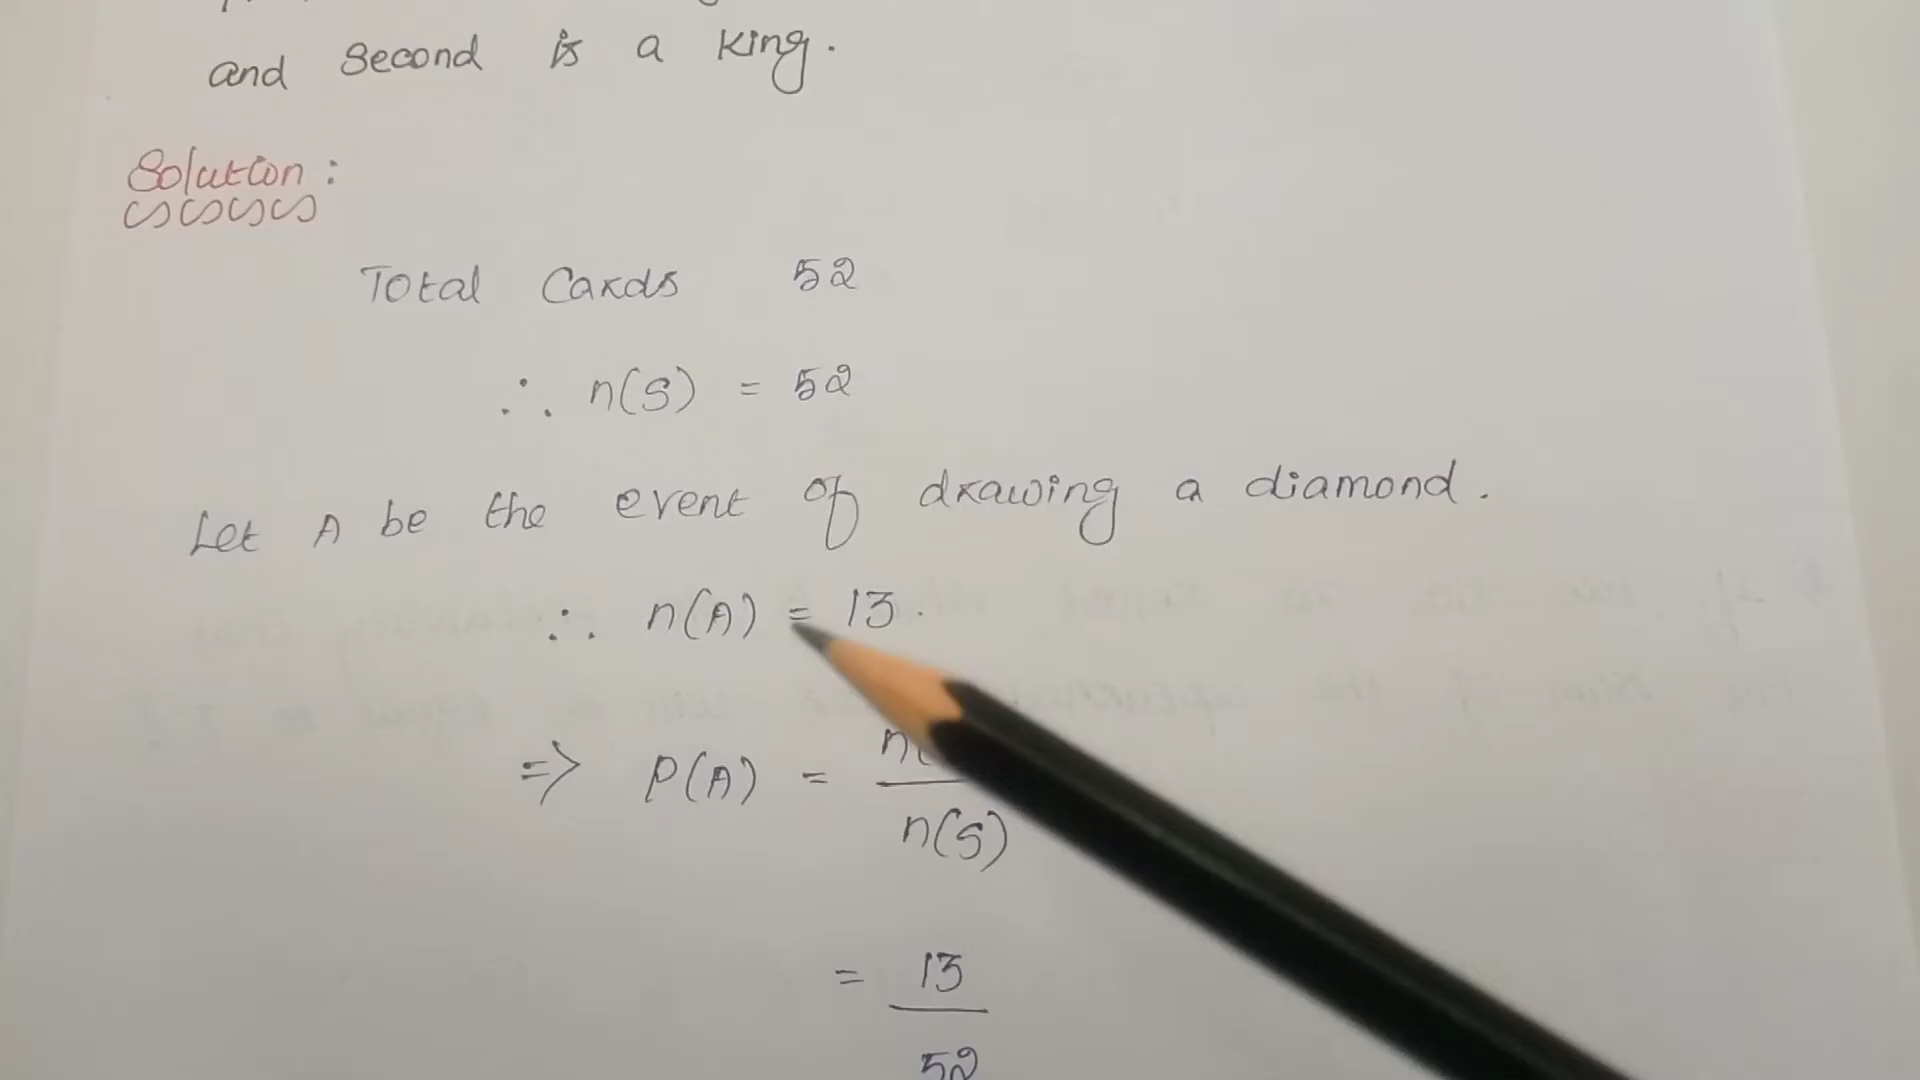 and second is a king.
Solution:
Total Cards 52
∴ n(S) = 52
Let A be the event of drawing a diamond.
∴ n(A) = 13.
⇒ P(A) = n(
n(S)
= 13
52